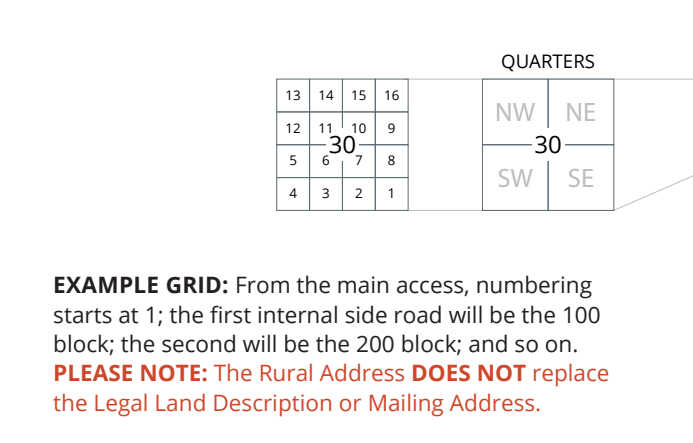 QUARTERS
13 14 15 16
12 11 10 9
30
5 6 7 8
4 3 2 1
NW NE
30
SW SE
EXAMPLE GRID: From the main access, numbering
starts at 1; the first internal side road will be the 100
block; the second will be the 200 block; and so on.
PLEASE NOTE: The Rural Address DOES NOT replace
the Legal Land Description or Mailing Address.